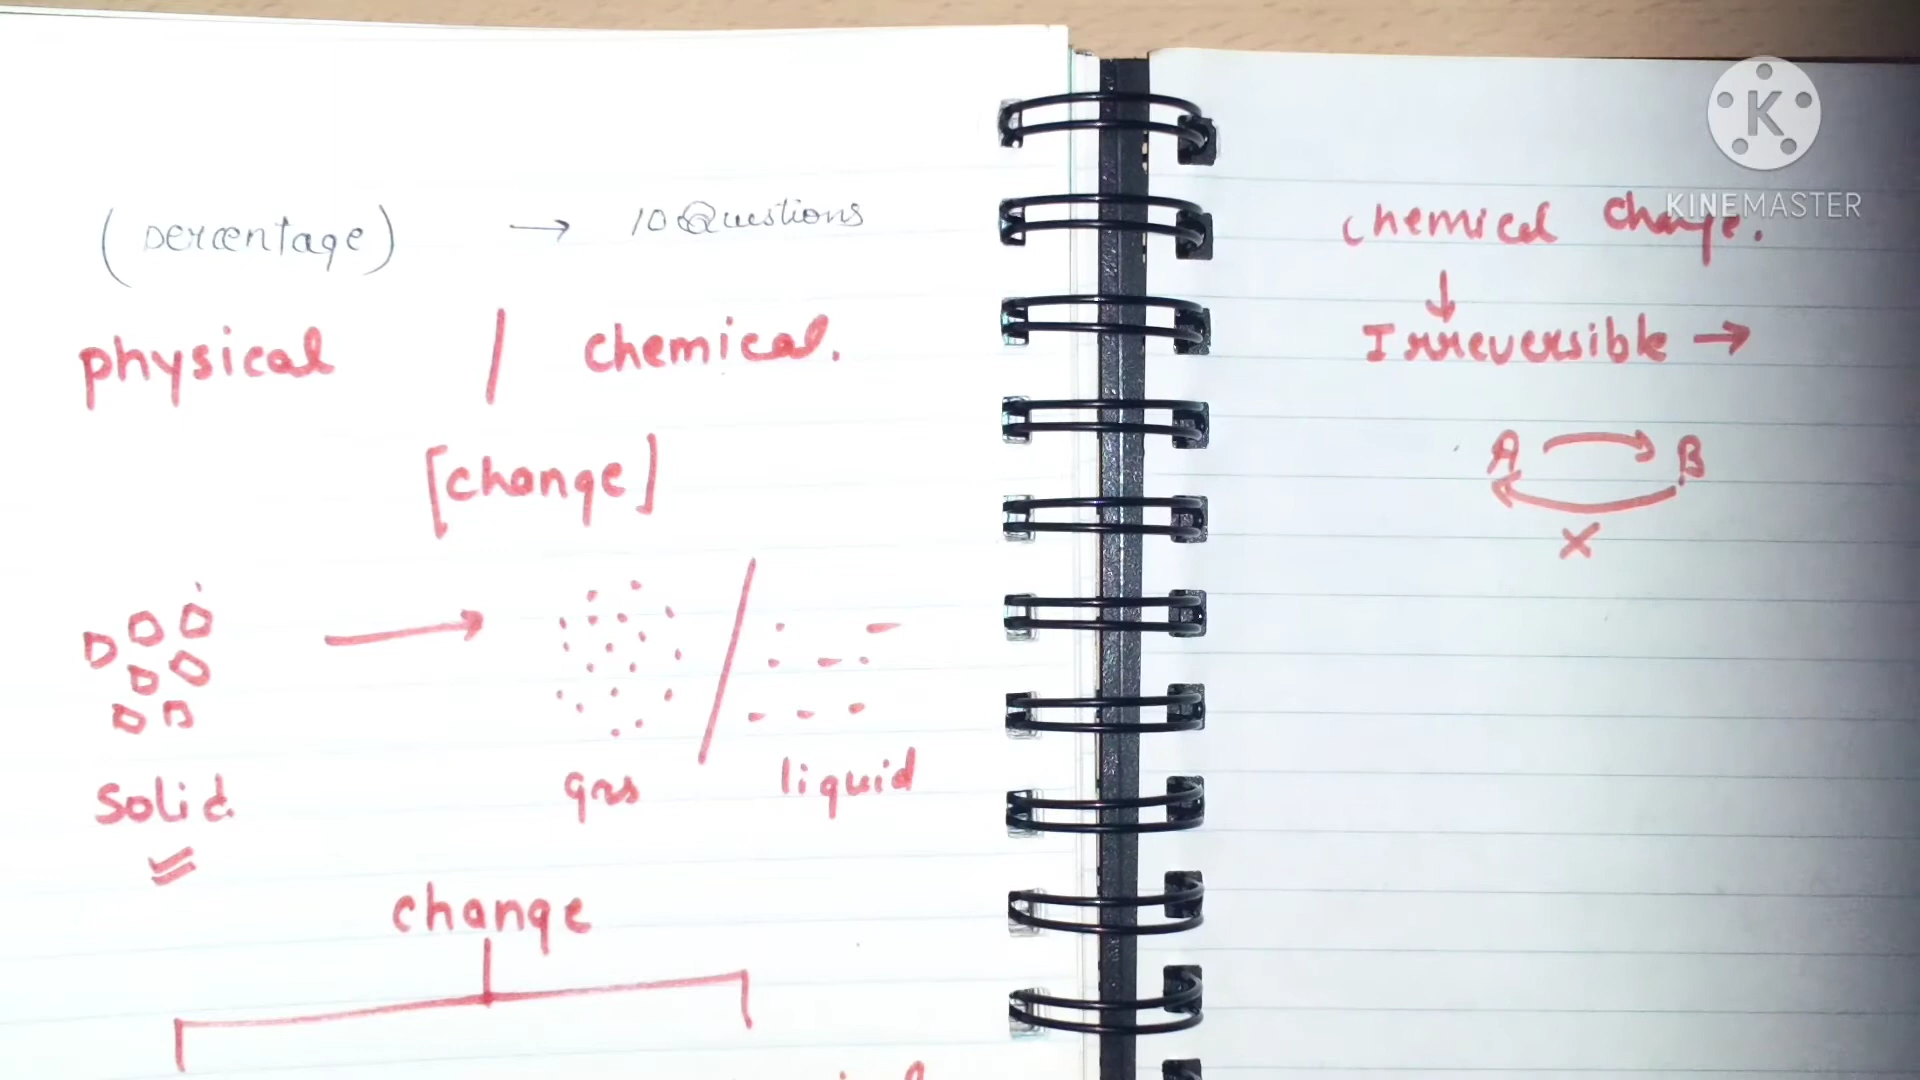 (percentage) → 10 Questions
physical / chemical.
[change]
solid. gas liquid
change
chemical change.
↓
Irreversible →
A B
X
K
KINEMASTER